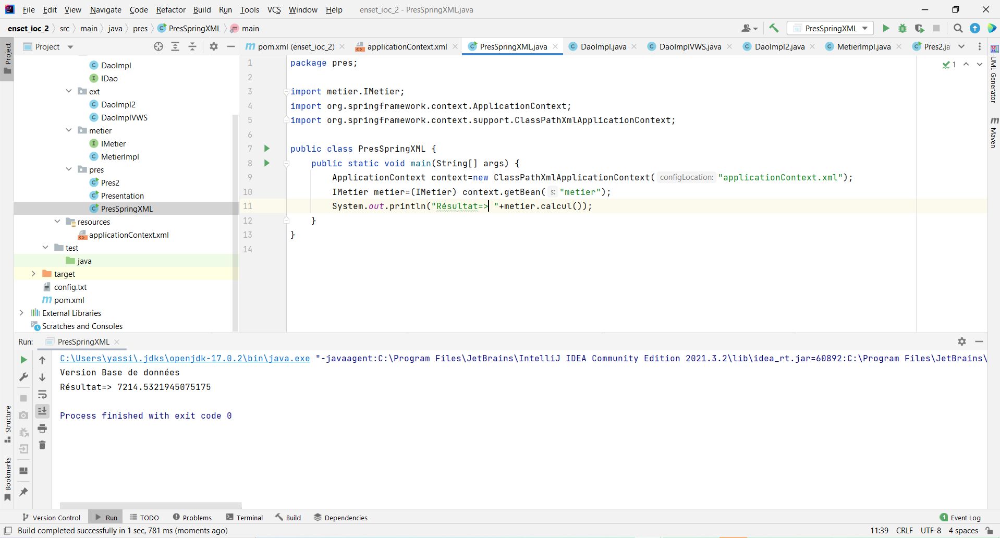 File Edit View Navigate Code Refactor Build Run Tools VCS Window Help enset_ioc_2 - PresSpringXML.java
enset_ioc_2 src main java pres PresSpringXML main
PresSpringXML
Project
pom.xml (enset_ioc_2) applicationContext.xml PresSpringXML.java DaoImpl.java DaoImplVWS.java DaoImpl2.java MetierImpl.java Pres2.ja
Project
DaoImpl
IDao
ext
DaoImpl2
DaoImplVWS
metier
IMetier
MetierImpl
pres
Pres2
Presentation
PresSpringXML
resources
applicationContext.xml
test
java
target
config.txt
pom.xml
External Libraries
Scratches and Consoles
1 package pres;
2
3 import metier.IMetier;
4 import org.springframework.context.ApplicationContext;
5 import org.springframework.context.support.ClassPathXmlApplicationContext;
6
7 public class PresSpringXML {
8 public static void main(String[] args) {
9 ApplicationContext context=new ClassPathXmlApplicationContext( configLocation: "applicationContext.xml");
10 IMetier metier=(IMetier) context.getBean( s: "metier");
11 System.out.println("Résultat=> "+metier.calcul());
12 }
13 }
14
1
UML Generator
Maven
Run: PresSpringXML
C:\Users\yassi\.jdks\openjdk-17.0.2\bin\java.exe "-javaagent:C:\Program Files\JetBrains\IntelliJ IDEA Community Edition 2021.3.2\lib\idea_rt.jar=60892:C:\Program Files\JetBrains\
Version Base de données
Résultat=> 7214.5321945075175
Process finished with exit code 0
Structure
Bookmarks
Version Control Run TODO Problems Terminal Build Dependencies 1 Event Log
Build completed successfully in 1 sec, 781 ms (moments ago) 11:39 CRLF UTF-8 4 spaces